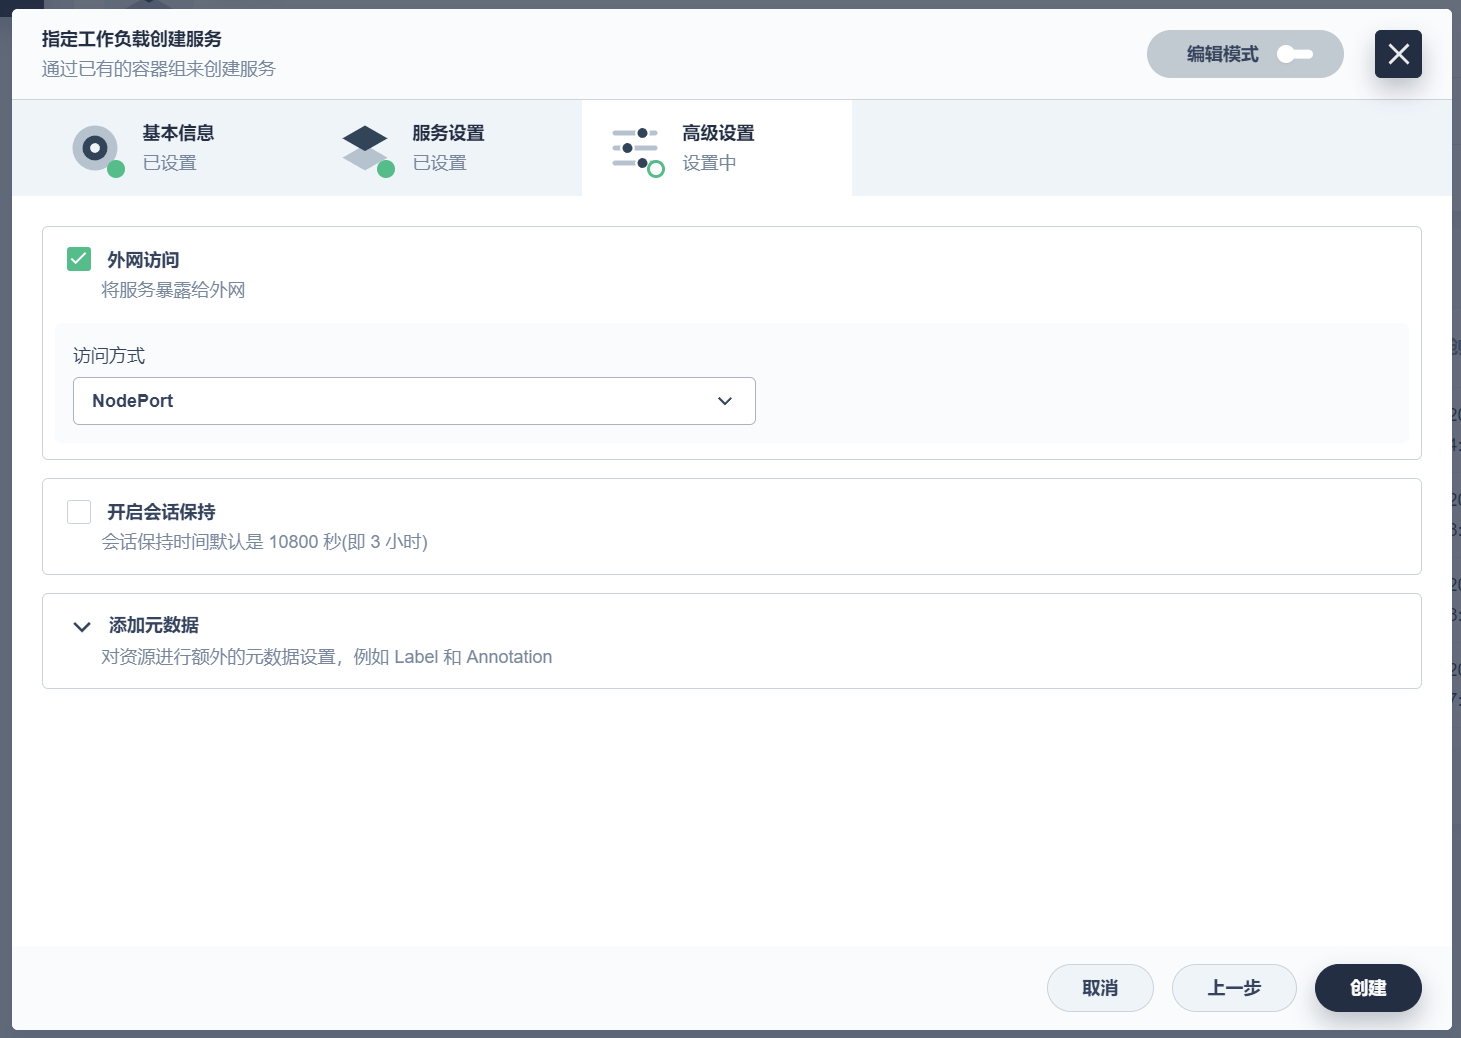 指定工作负载创建服务
通过已有的容器组来创建服务
编辑模式
基本信息
已设置
服务设置
已设置
高级设置
设置中
外网访问
将服务暴露给外网
访问方式
NodePort
开启会话保持
会话保持时间默认是 10800 秒(即 3 小时)
添加元数据
对资源进行额外的元数据设置，例如 Label 和 Annotation
取消
上一步
创建